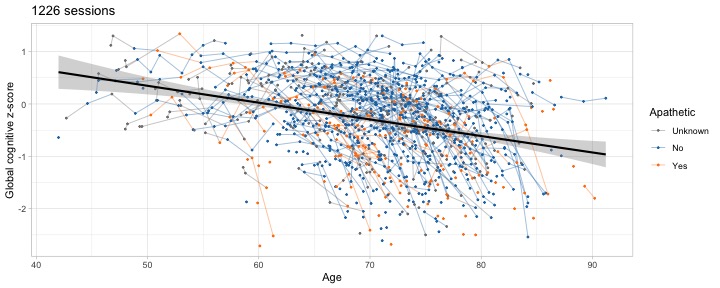 1226 sessions
Global cognitive z-score
1
0
-1
-2
40
50
60
70
80
90
Age
Apathetic
Unknown
No
Yes